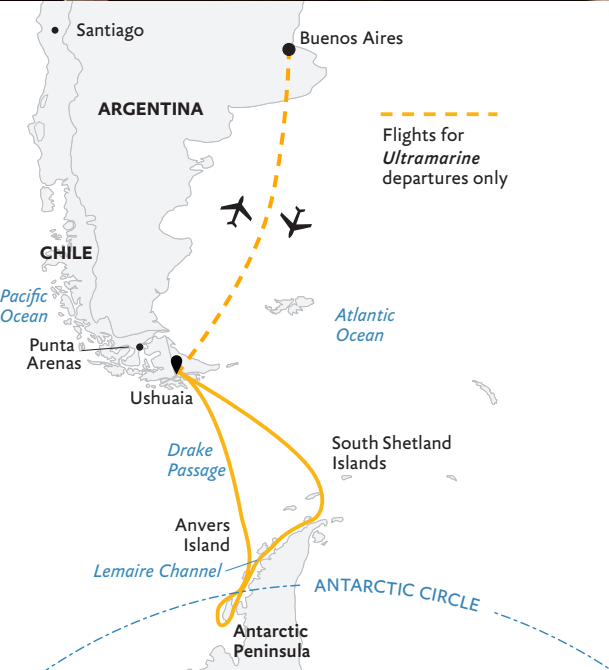 Santiago
Buenos Aires
ARGENTINA
Flights for
Ultramarine
departures only
CHILE
Pacific
Ocean
Atlantic
Ocean
Punta
Arenas
Ushuaia
Drake
Passage
South Shetland
Islands
Anvers
Island
Lemaire Channel
ANTARCTIC CIRCLE
Antarctic
Peninsula